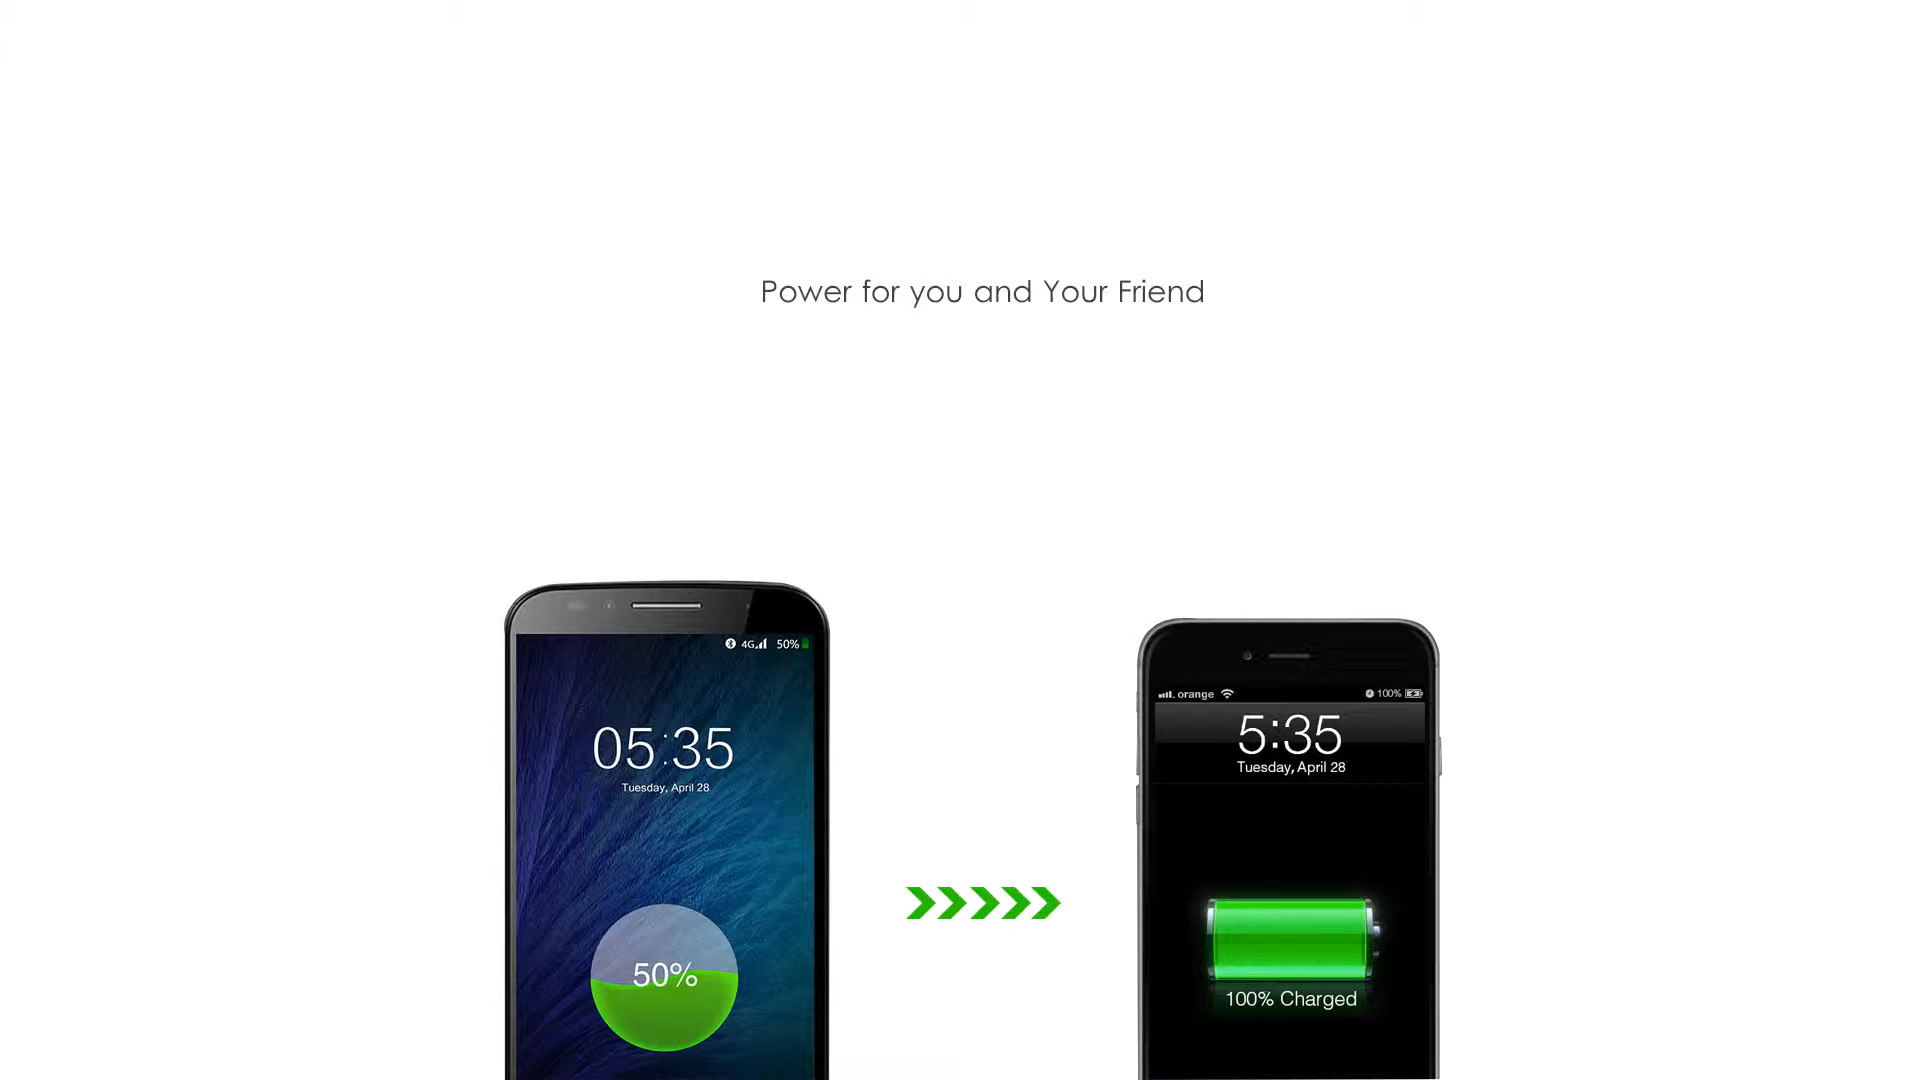 Power for you and Your Friend
4G 50%
05:35
Tuesday, April 28
50%
orange 100%
5:35
Tuesday, April 28
100% Charged